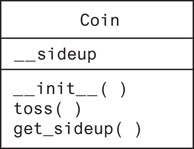 Coin
__sideup
__init__( )
toss( )
get_sideup( )